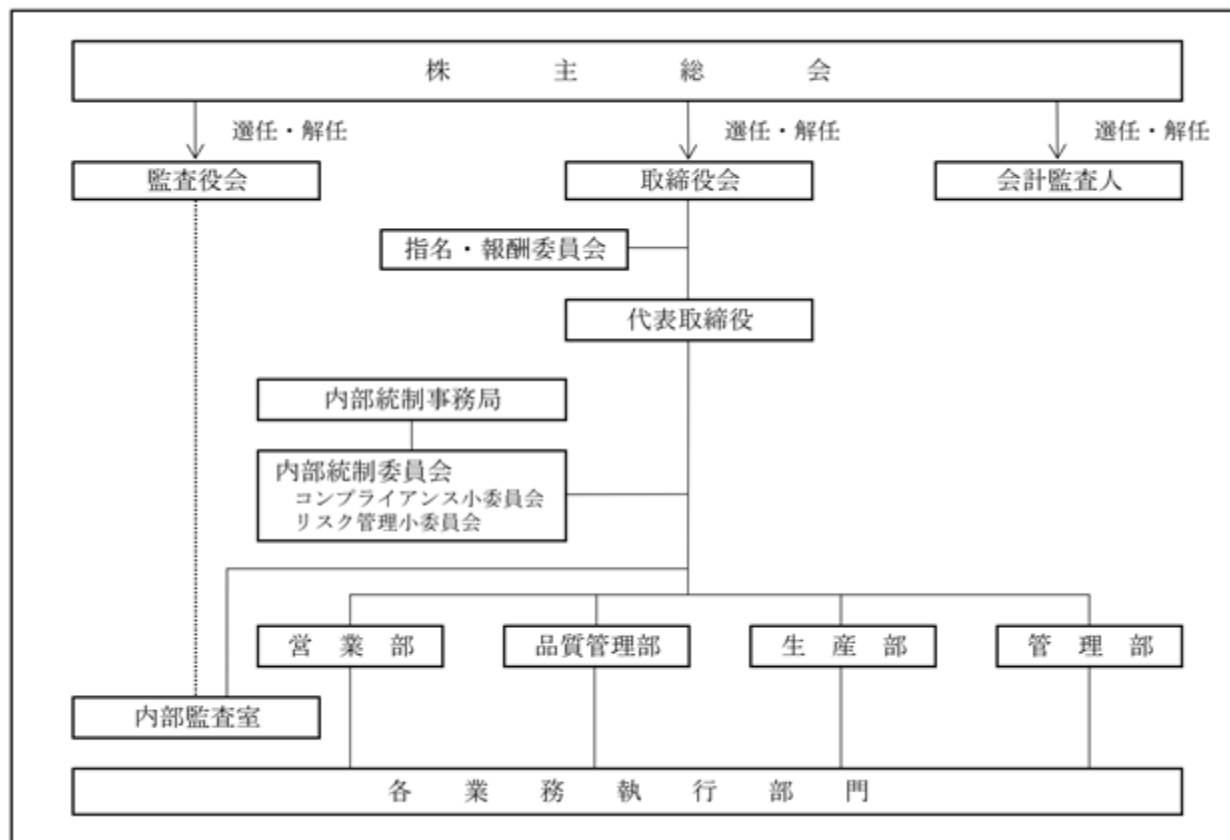 株主総会
選任・解任
選任・解任
選任・解任
監査役会
取締役会
会計監査人
指名・報酬委員会
代表取締役
内部統制事務局
内部統制委員会
コンプライアンス小委員会
リスク管理小委員会
営業部
品質管理部
生産部
管理部
内部監査室
各業務執行部門